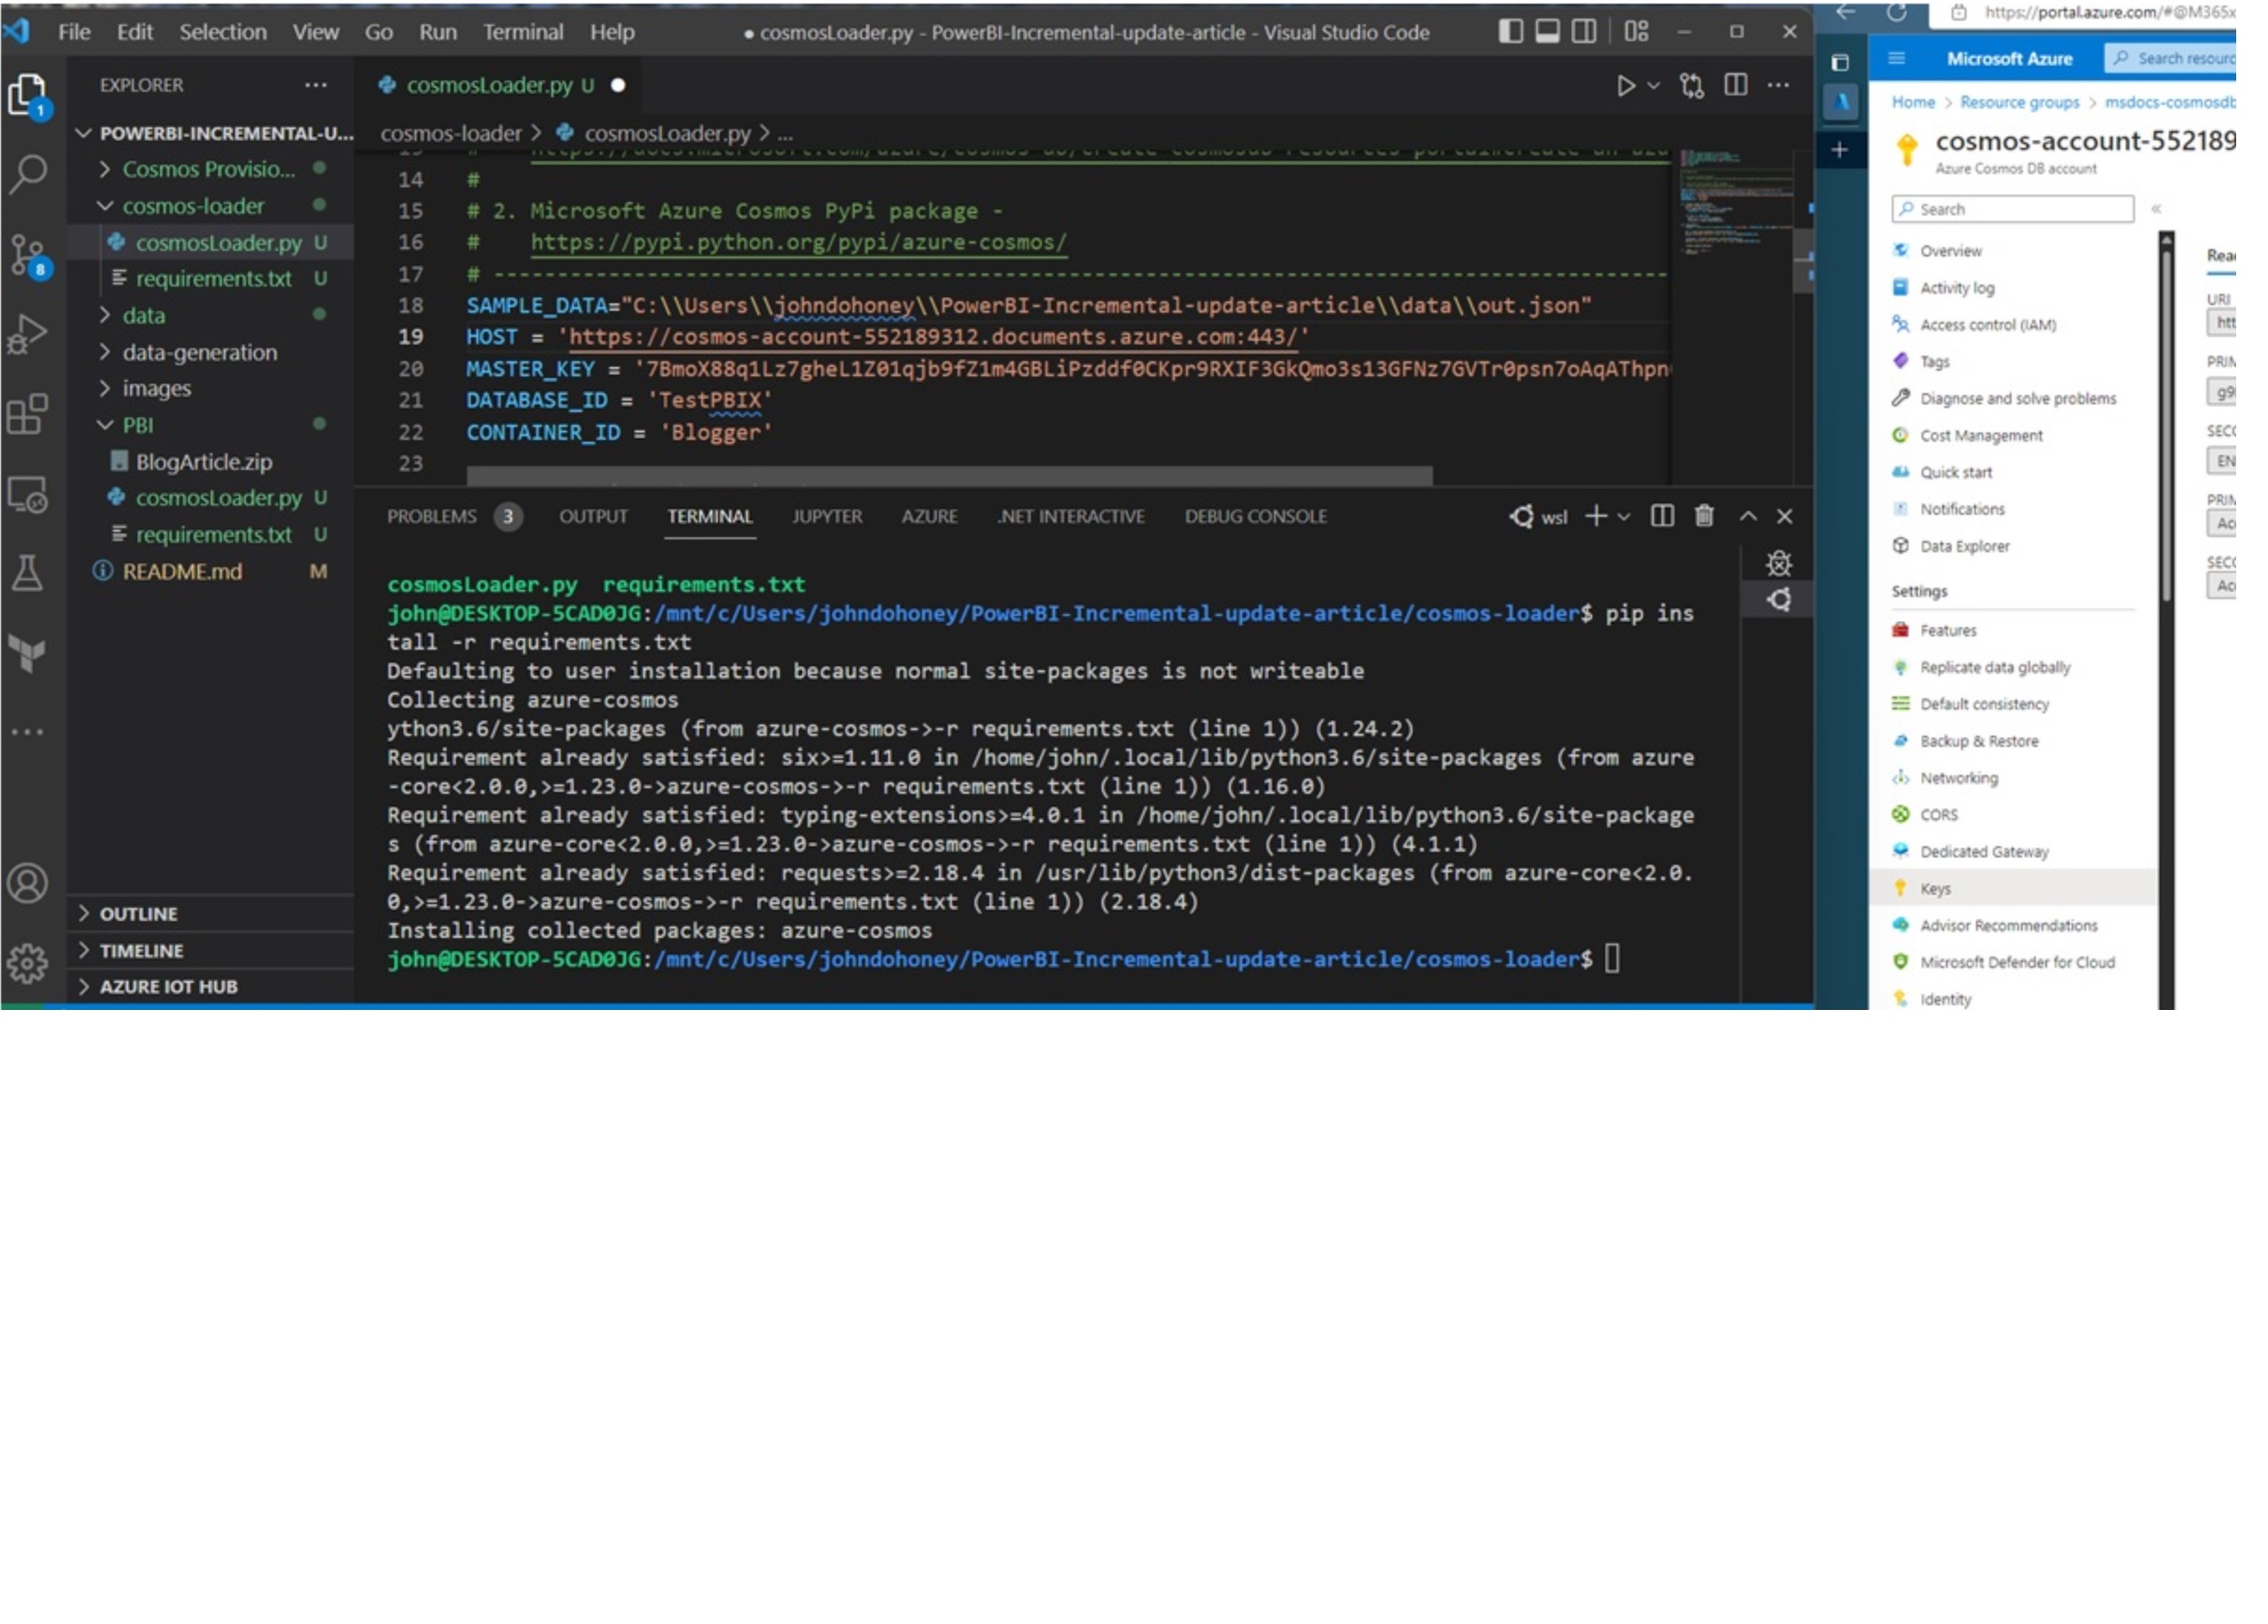 File Edit Selection View Go Run Terminal Help
● cosmosLoader.py - PowerBI-Incremental-update-article - Visual Studio Code
EXPLORER
POWERBI-INCREMENTAL-U...
Cosmos Provisio...
cosmos-loader
cosmosLoader.py U
requirements.txt U
data
data-generation
images
PBI
BlogArticle.zip
cosmosLoader.py U
requirements.txt U
README.md M
OUTLINE
TIMELINE
AZURE IOT HUB
1
8
cosmosLoader.py U
cosmos-loader > cosmosLoader.py > ...
14 #
15 # 2. Microsoft Azure Cosmos PyPi package -
16 # https://pypi.python.org/pypi/azure-cosmos/
17 # -----------------------------------------------------------------------
18 SAMPLE_DATA="C:\\Users\\johndohoney\\PowerBI-Incremental-update-article\\data\\out.json"
19 HOST = 'https://cosmos-account-552189312.documents.azure.com:443/'
20 MASTER_KEY = '
21 DATABASE_ID = 'TestPBIX'
22 CONTAINER_ID = 'Blogger'
23
PROBLEMS 3 OUTPUT TERMINAL JUPYTER AZURE .NET INTERACTIVE DEBUG CONSOLE
wsl
cosmosLoader.py requirements.txt
john@DESKTOP-5CAD0JG:/mnt/c/Users/johndohoney/PowerBI-Incremental-update-article/cosmos-loader$ pip ins
tall -r requirements.txt
Defaulting to user installation because normal site-packages is not writeable
Collecting azure-cosmos
ython3.6/site-packages (from azure-cosmos->-r requirements.txt (line 1)) (1.24.2)
Requirement already satisfied: six>=1.11.0 in /home/john/.local/lib/python3.6/site-packages (from azure
-core<2.0.0,>=1.23.0->azure-cosmos->-r requirements.txt (line 1)) (1.16.0)
Requirement already satisfied: typing-extensions>=4.0.1 in /home/john/.local/lib/python3.6/site-package
s (from azure-core<2.0.0,>=1.23.0->azure-cosmos->-r requirements.txt (line 1)) (4.1.1)
Requirement already satisfied: requests>=2.18.4 in /usr/lib/python3/dist-packages (from azure-core<2.0.
0,>=1.23.0->azure-cosmos->-r requirements.txt (line 1)) (2.18.4)
Installing collected packages: azure-cosmos
john@DESKTOP-5CAD0JG:/mnt/c/Users/johndohoney/PowerBI-Incremental-update-article/cosmos-loader$
https://portal.azure.com/#@M365x
Microsoft Azure
Search resourc
Home > Resource groups > msdocs-cosmosdb
cosmos-account-552189
Azure Cosmos DB account
Search
Overview
Activity log
Access control (IAM)
Tags
Diagnose and solve problems
Cost Management
Quick start
Notifications
Data Explorer
Settings
Features
Replicate data globally
Default consistency
Backup & Restore
Networking
CORS
Dedicated Gateway
Keys
Advisor Recommendations
Microsoft Defender for Cloud
Identity
Rea
URI
htt
PRIM
SECO
EN
PRIM
Ac
SECO
Ac